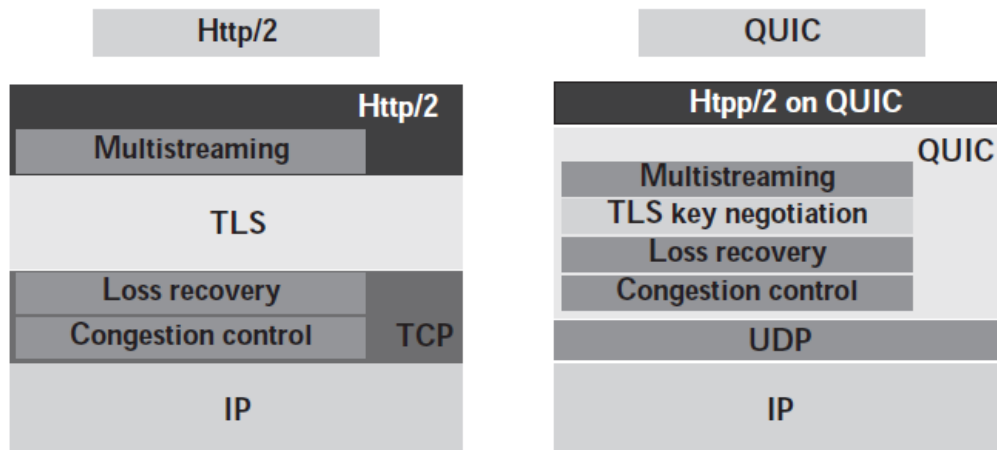 Http/2
Http/2
Multistreaming
TLS
Loss recovery
Congestion control
TCP
IP
QUIC
Htpp/2 on QUIC
QUIC
Multistreaming
TLS key negotiation
Loss recovery
Congestion control
UDP
IP